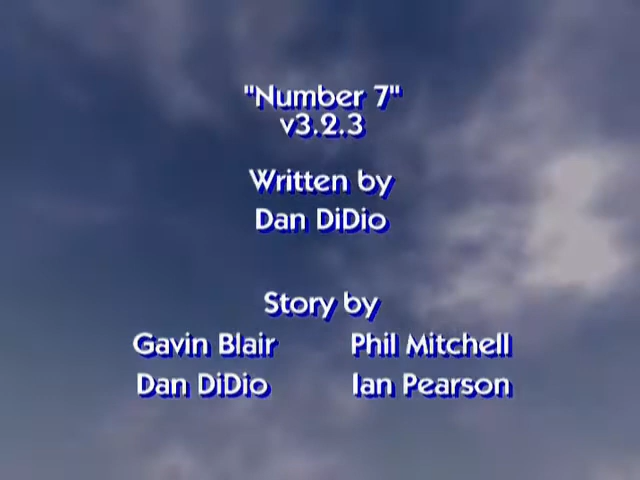 "Number 7"
v3.2.3
Written by
Dan DiDio
Story by
Gavin Blair Phil Mitchell
Dan DiDio Ian Pearson